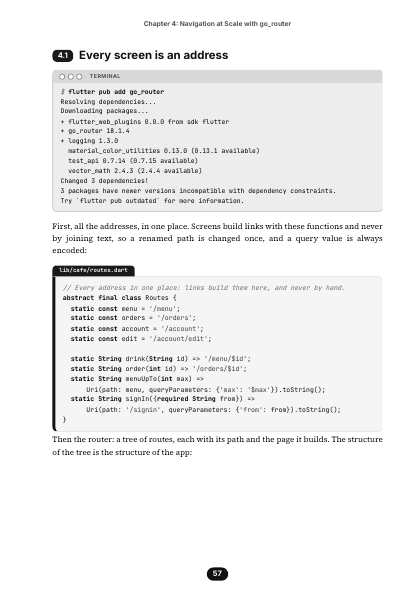 Chapter 4: Navigation at Scale with go_router
4.1 Every screen is an address
TERMINAL
$ flutter pub add go_router
Resolving dependencies...
Downloading packages...
+ flutter_web_plugins 0.0.0 from sdk flutter
+ go_router 18.1.4
+ logging 1.3.0
  material_color_utilities 0.13.0 (0.13.1 available)
  test_api 0.7.14 (0.7.15 available)
  vector_math 2.4.3 (2.4.4 available)
Changed 3 dependencies!
3 packages have newer versions incompatible with dependency constraints.
Try `flutter pub outdated` for more information.
First, all the addresses, in one place. Screens build links with these functions and never
by joining text, so a renamed path is changed once, and a query value is always
encoded:
lib/cafe/routes.dart
// Every address in one place: links build them here, and never by hand.
abstract final class Routes {
  static const menu = '/menu';
  static const orders = '/orders';
  static const account = '/account';
  static const edit = '/account/edit';

  static String drink(String id) => '/menu/$id';
  static String order(int id) => '/orders/$id';
  static String menuUpTo(int max) =>
      Uri(path: menu, queryParameters: {'max': '$max'}).toString();
  static String signIn({required String from}) =>
      Uri(path: '/signin', queryParameters: {'from': from}).toString();
}
Then the router: a tree of routes, each with its path and the page it builds. The structure
of the tree is the structure of the app:
57